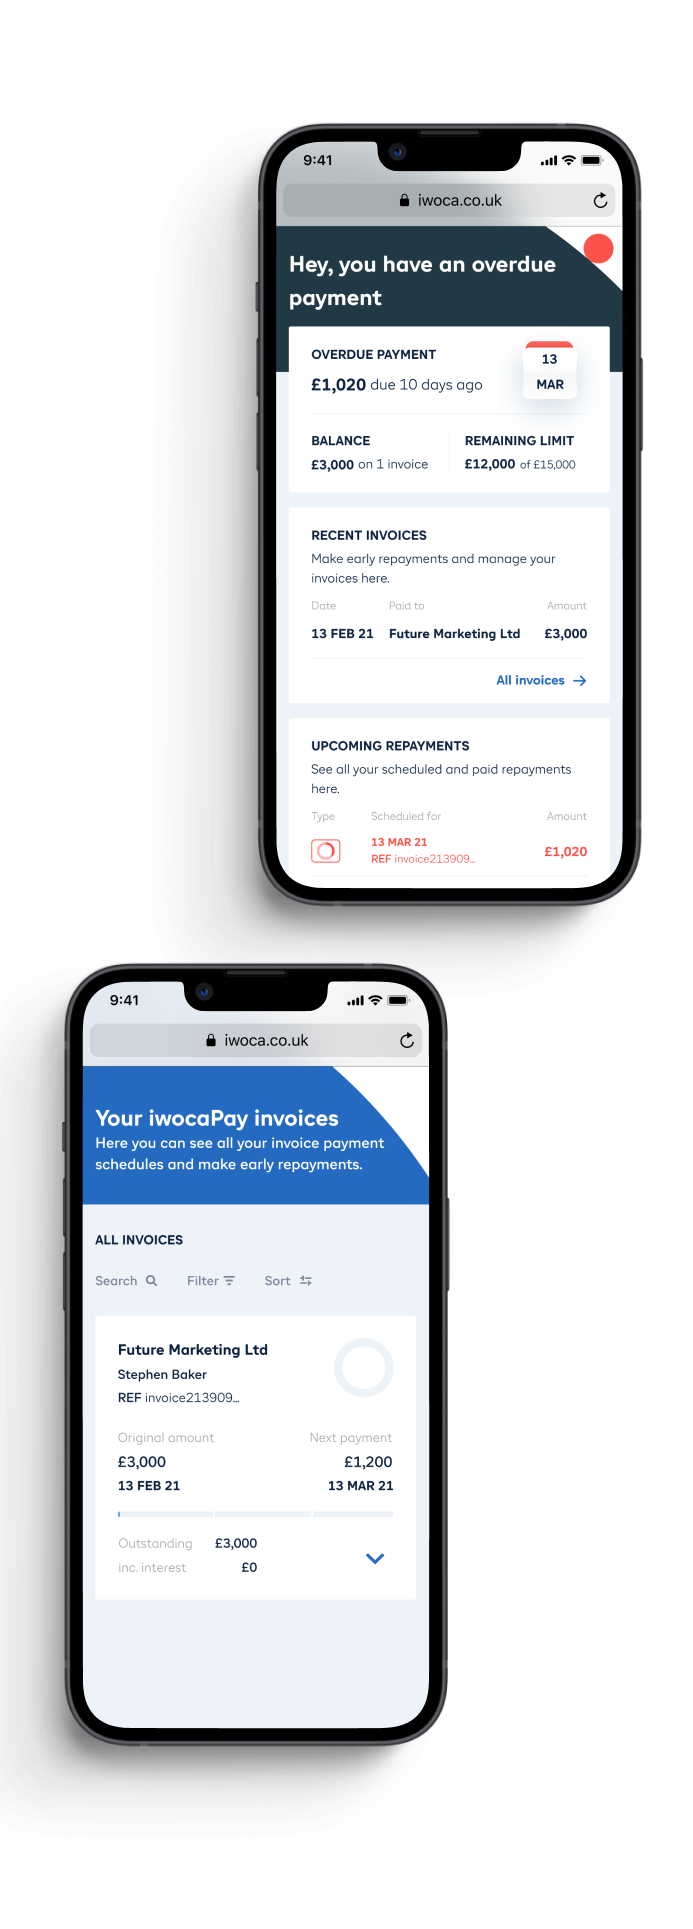 9:41
iwoca.co.uk
Hey, you have an overdue
payment
OVERDUE PAYMENT
£1,020 due 10 days ago
13
MAR
BALANCE
REMAINING LIMIT
£3,000 on 1 invoice
£12,000 of £15,000
RECENT INVOICES
Make early repayments and manage your
invoices here.
Date Paid to Amount
13 FEB 21 Future Marketing Ltd £3,000
All invoices
UPCOMING REPAYMENTS
See all your scheduled and paid repayments
here.
Type Scheduled for Amount
13 MAR 21
REF invoice213909...
£1,020
9:41
iwoca.co.uk
Your iwocaPay invoices
Here you can see all your invoice payment
schedules and make early repayments.
ALL INVOICES
Search Filter Sort
Future Marketing Ltd
Stephen Baker
REF invoice213909...
Original amount Next payment
£3,000 £1,200
13 FEB 21 13 MAR 21
Outstanding £3,000
inc. interest £0